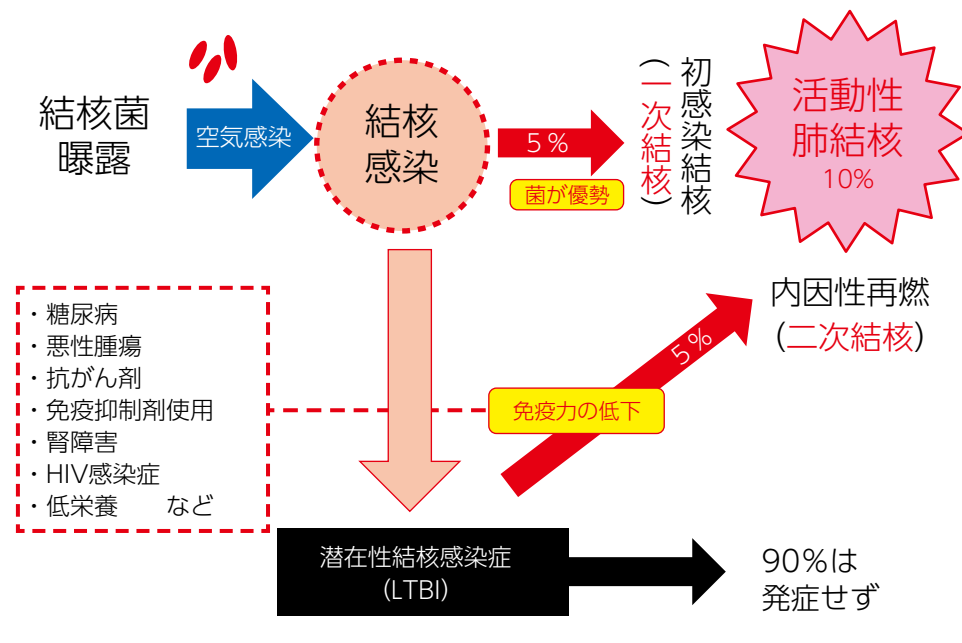 結核菌
曝露
空気感染
結核
感染
5%
菌が優勢
初感染結核
(一次結核)
活動性
肺結核
10%
内因性再燃
(二次結核)
5%
免疫力の低下
・糖尿病
・悪性腫瘍
・抗がん剤
・免疫抑制剤使用
・腎障害
・HIV感染症
・低栄養　　など
潜在性結核感染症
(LTBI)
90%は
発症せず